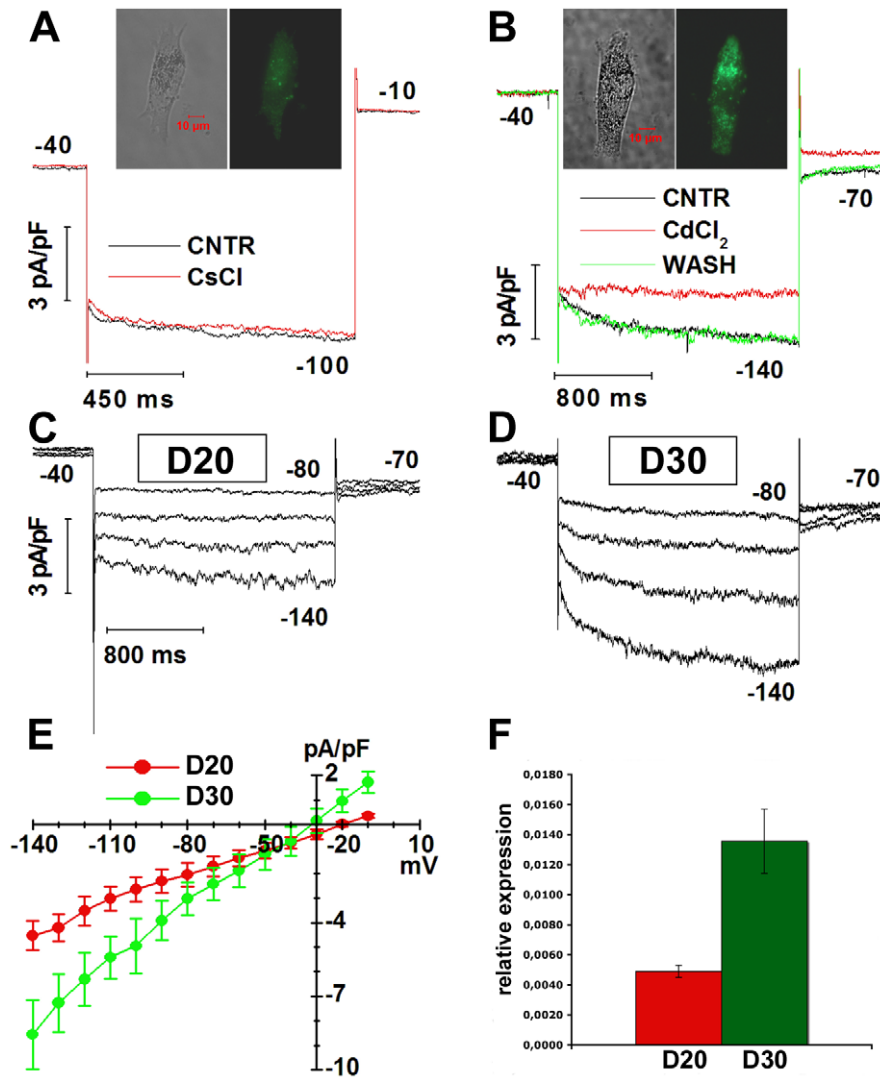 A
-40
10 µm
-10
CNTR
CsCl
3 pA/pF
-100
450 ms
B
-40
10 µm
CNTR
CdCl2
WASH
-70
3 pA/pF
-140
800 ms
C
D20
-40
-80
-70
3 pA/pF
-140
800 ms
D
D30
-40
-80
-70
-140
E
D20
D30
pA/pF
2
-140 -110 -80 -50 -20 10
mV
-4
-7
-10
F
relative expression
0,0180
0,0160
0,0140
0,0120
0,0100
0,0080
0,0060
0,0040
0,0020
0,0000
D20 D30